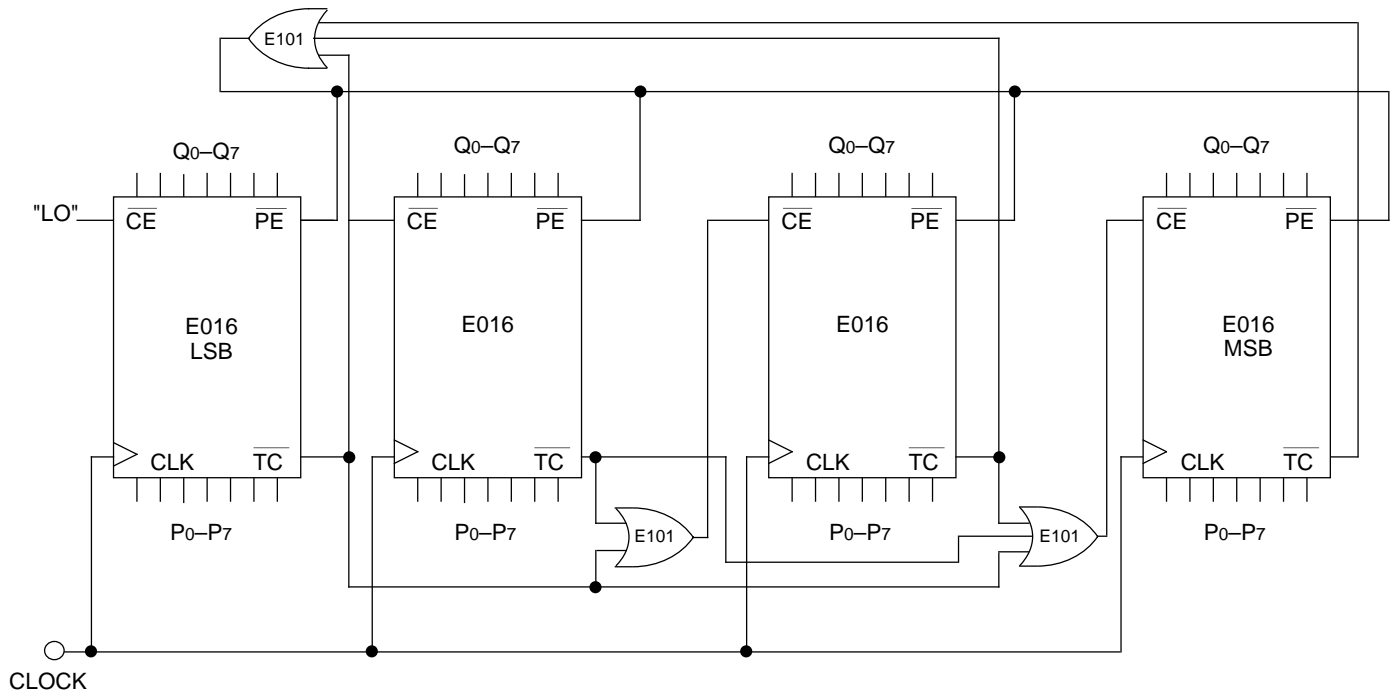 E101
Q0–Q7
Q0–Q7
Q0–Q7
Q0–Q7
"LO"
CE PE
CE PE
CE PE
CE PE
E016
LSB
E016
E016
E016
MSB
CLK TC
CLK TC
CLK TC
CLK TC
P0–P7
P0–P7
P0–P7
P0–P7
E101
E101
CLOCK